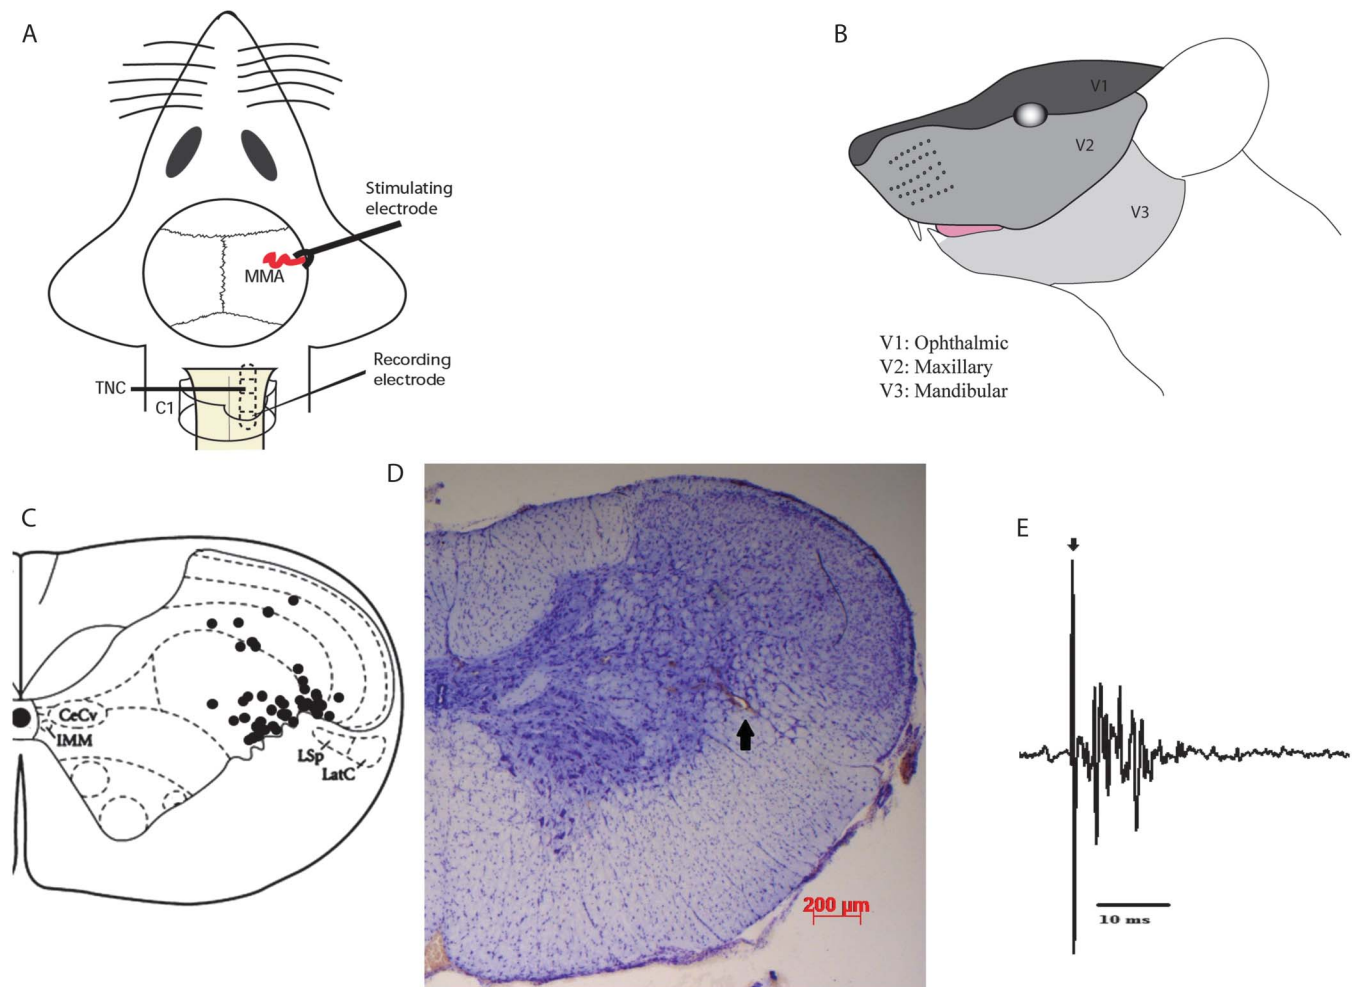 A
Stimulating
electrode
MMA
Recording
electrode
TNC
C1
B
V1
V2
V3
V1: Ophthalmic
V2: Maxillary
V3: Mandibular
C
CeCv
IMM
LSp
LatC
D
200 µm
E
10 ms